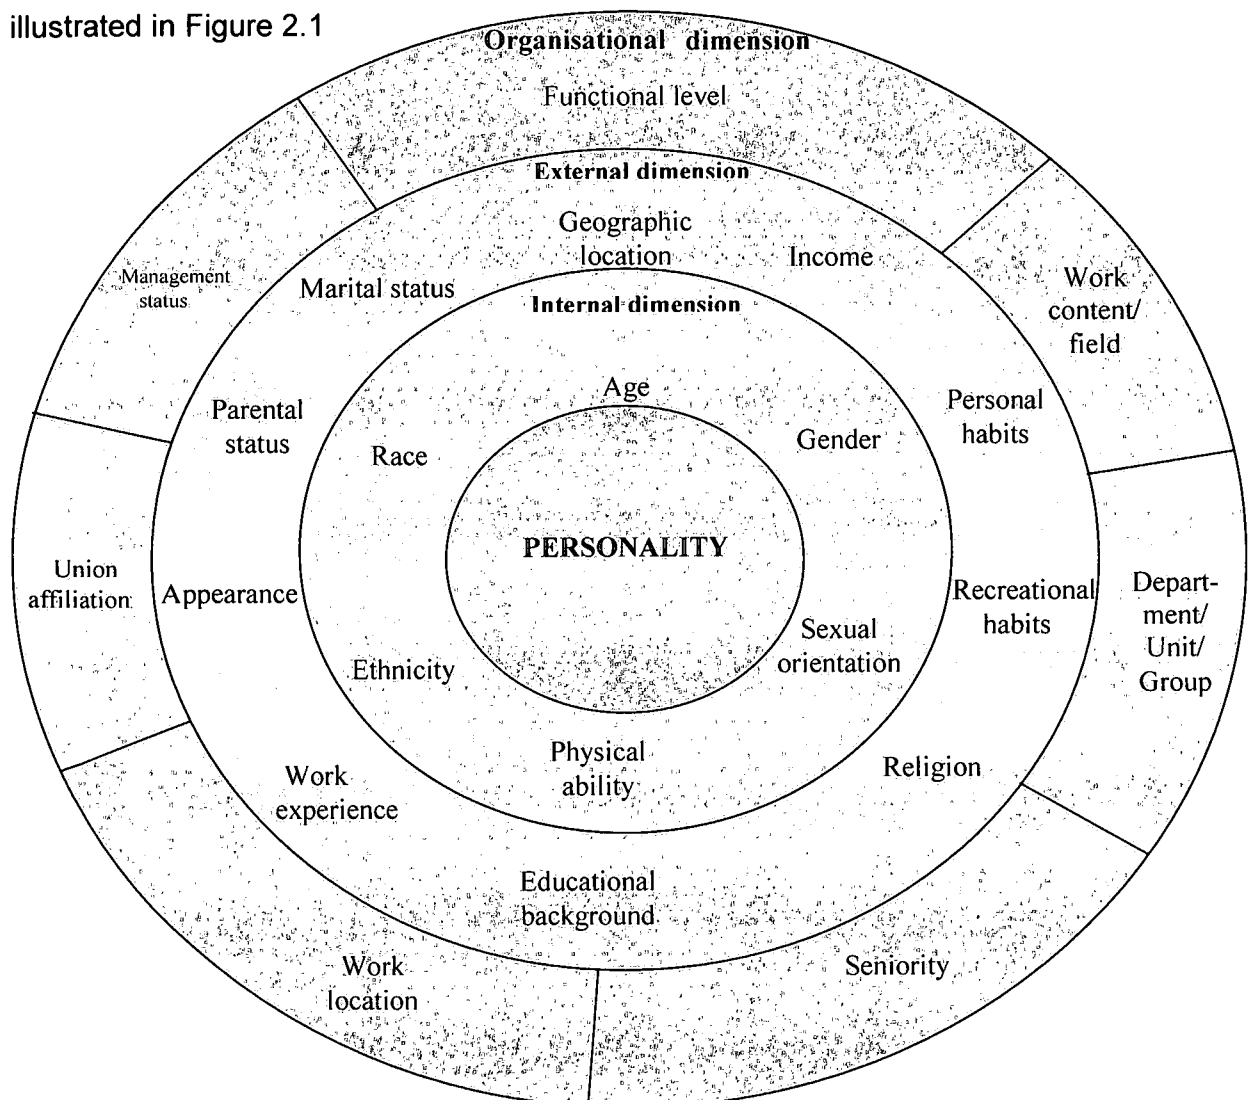 illustrated in Figure 2.1
Organisational dimension
Functional level
External dimension
Geographic
location
Income
Marital status
Management
status
Work
content/
field
Internal dimension
Age
Parental
status
Personal
habits
Race
Gender
PERSONALITY
Union
affiliation
Appearance
Recreational
habits
Depart-
ment/
Unit/
Group
Sexual
orientation
Ethnicity
Physical
ability
Religion
Work
experience
Educational
background
Work
location
Seniority